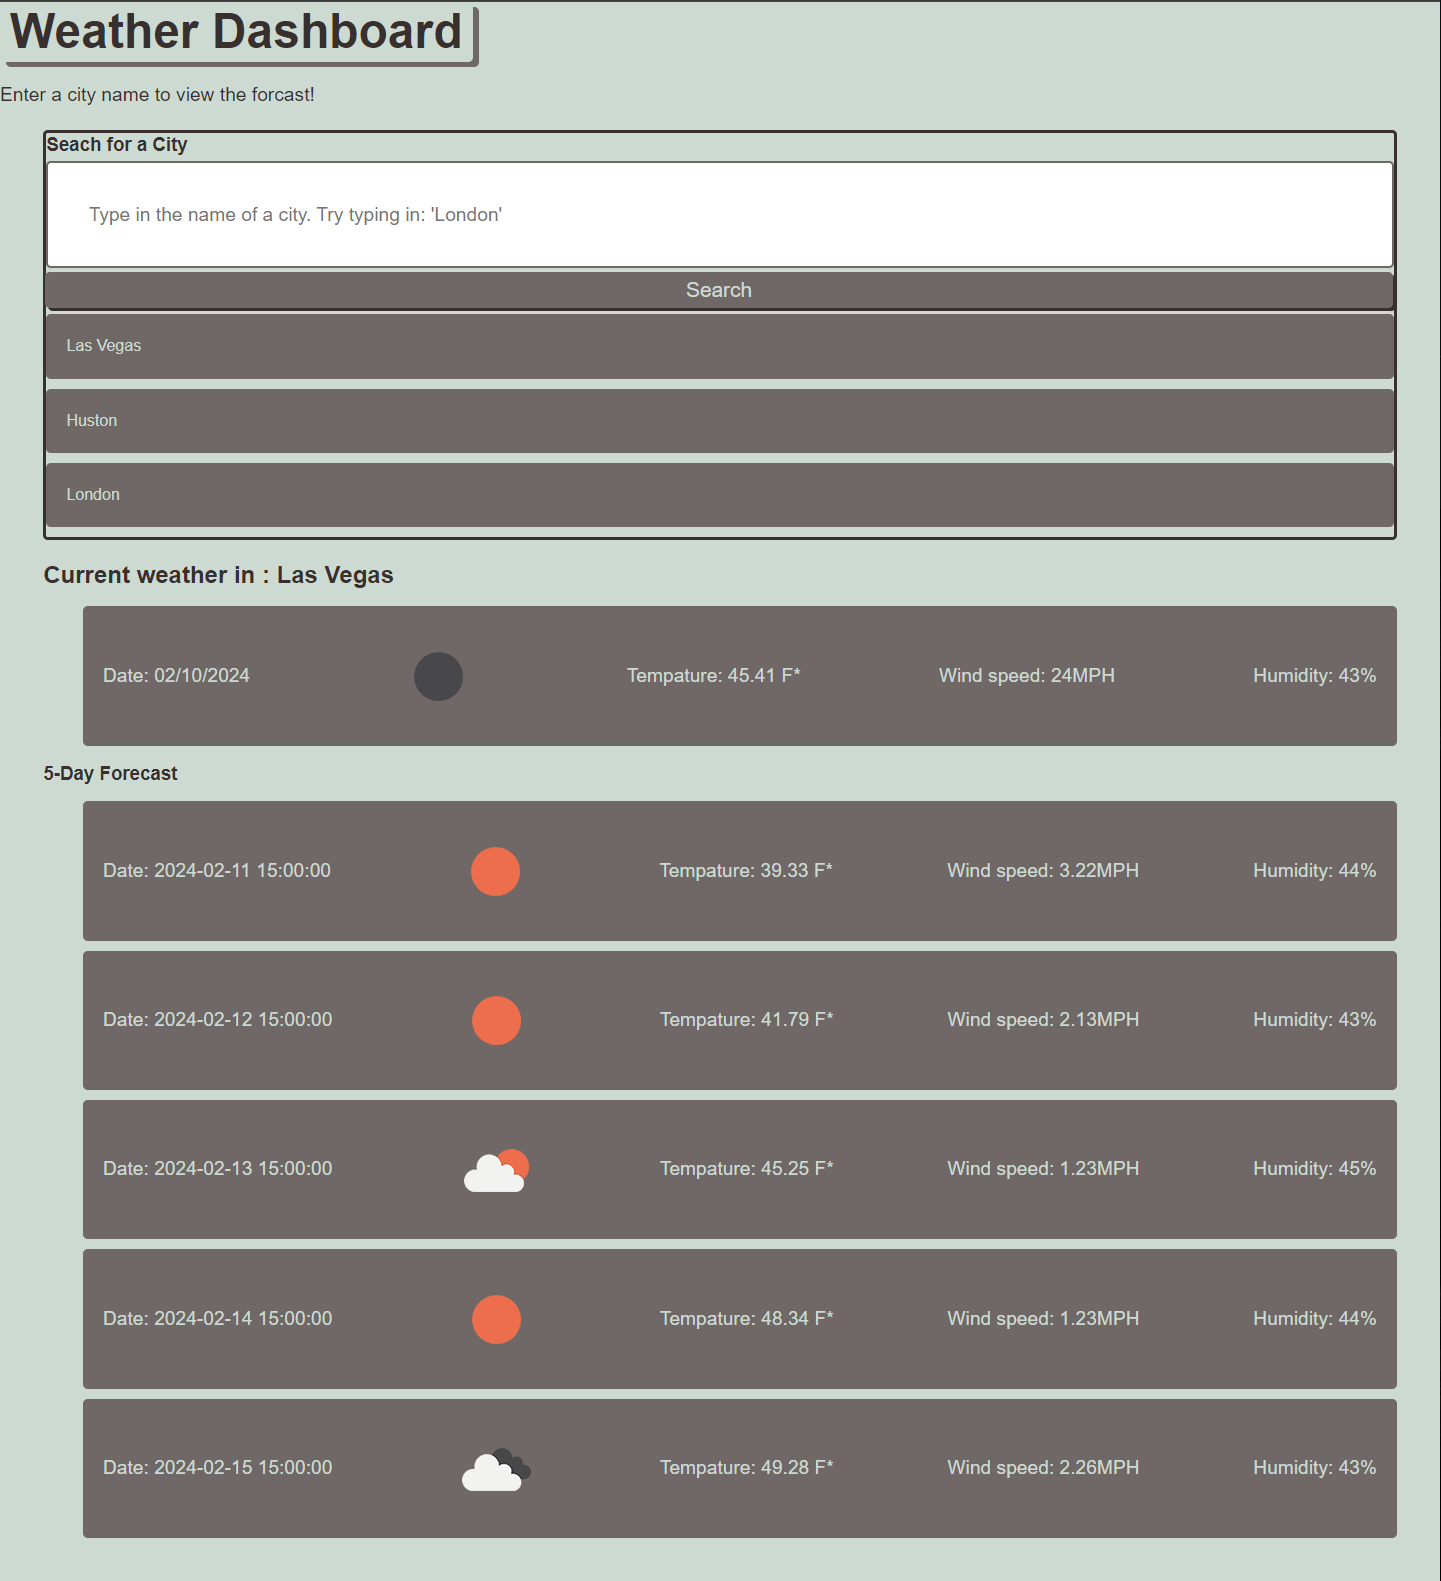 Weather Dashboard
Enter a city name to view the forcast!
Seach for a City
Type in the name of a city. Try typing in: 'London'
Search
Las Vegas
Huston
London
Current weather in : Las Vegas
Date: 02/10/2024 Tempature: 45.41 F* Wind speed: 24MPH Humidity: 43%
5-Day Forecast
Date: 2024-02-11 15:00:00 Tempature: 39.33 F* Wind speed: 3.22MPH Humidity: 44%
Date: 2024-02-12 15:00:00 Tempature: 41.79 F* Wind speed: 2.13MPH Humidity: 43%
Date: 2024-02-13 15:00:00 Tempature: 45.25 F* Wind speed: 1.23MPH Humidity: 45%
Date: 2024-02-14 15:00:00 Tempature: 48.34 F* Wind speed: 1.23MPH Humidity: 44%
Date: 2024-02-15 15:00:00 Tempature: 49.28 F* Wind speed: 2.26MPH Humidity: 43%